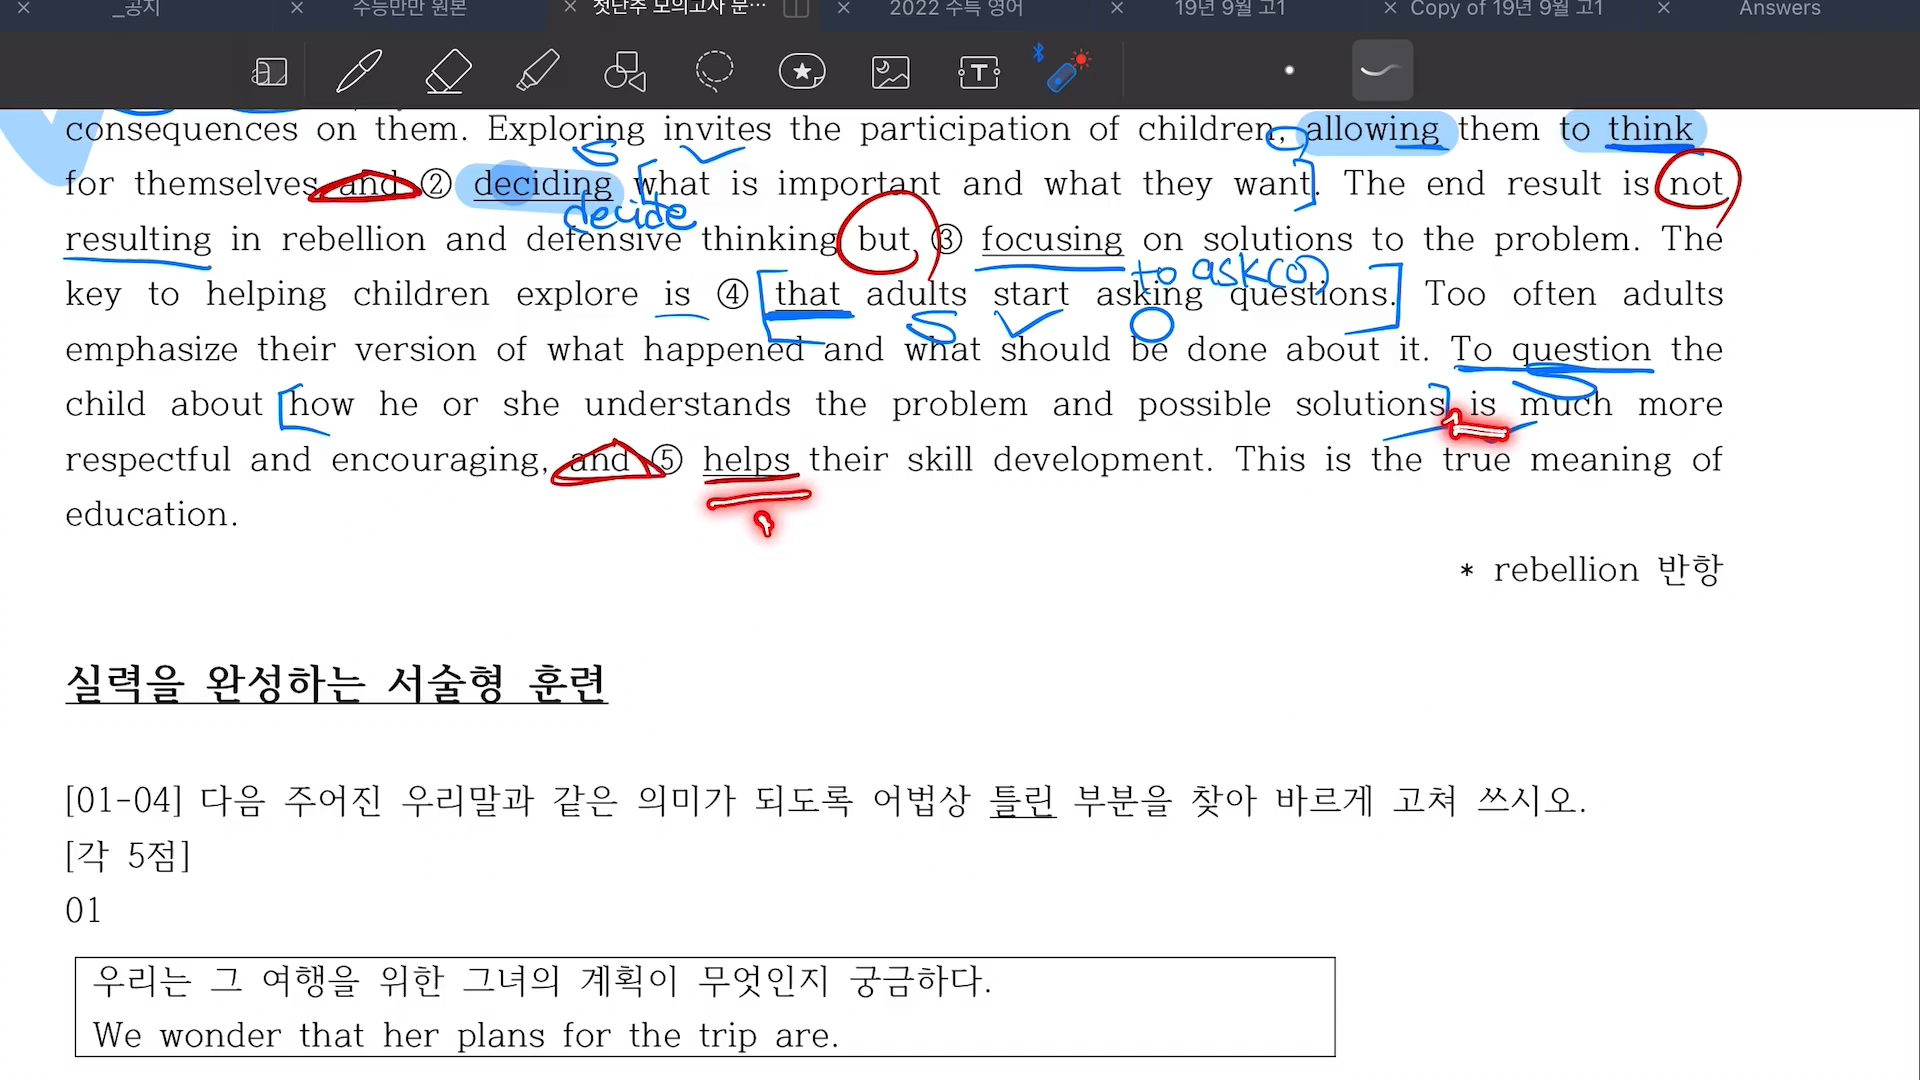 _공지 수능만만 원본 첫단추 모의고사 문… 2022 수특 영어 19년 9월 고1 Copy of 19년 9월 고1 Answers
consequences on them. Exploring invites the participation of children, allowing them to think
for themselves and ② deciding what is important and what they want. The end result is not
decide
resulting in rebellion and defensive thinking but ③ focusing on solutions to the problem. The
to ask(O)
key to helping children explore is ④ that adults start asking questions. Too often adults
S V O
emphasize their version of what happened and what should be done about it. To question the
child about how he or she understands the problem and possible solutions is much more
respectful and encouraging, and ⑤ helps their skill development. This is the true meaning of
education.
* rebellion 반항
실력을 완성하는 서술형 훈련
[01-04] 다음 주어진 우리말과 같은 의미가 되도록 어법상 틀린 부분을 찾아 바르게 고쳐 쓰시오.
[각 5점]
01
우리는 그 여행을 위한 그녀의 계획이 무엇인지 궁금하다.
We wonder that her plans for the trip are.